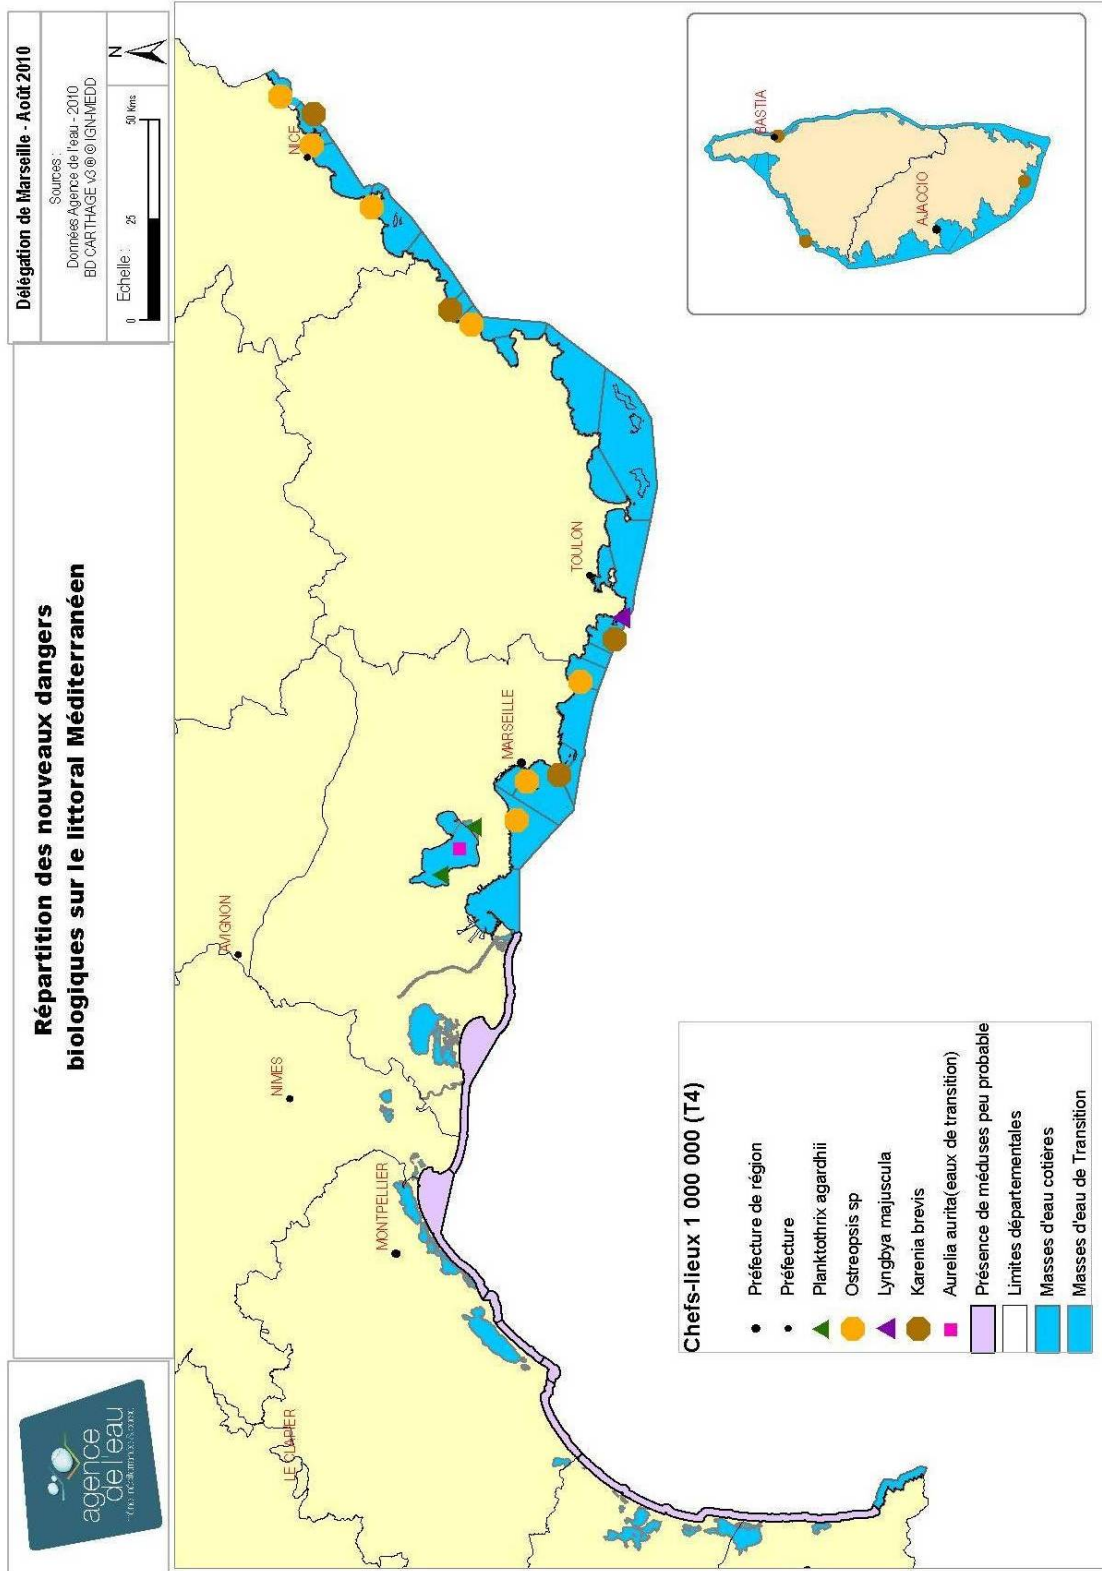 Répartition des nouveaux dangers
biologiques sur le littoral Méditerranéen
Délégation de Marseille - Août 2010
Sources :
Données Agence de l'eau - 2010
BD CARTHAGE v3 ® © IGN-MEDD
Echelle :
0 25 50 Kms
N
agence
de l'eau
LE CLAPIER
MONTPELLIER
NIMES
AVIGNON
MARSEILLE
TOULON
NICE
BASTIA
AJACCIO
Chefs-lieux 1 000 000 (T4)
Préfecture de région
Préfecture
Planktothrix agardhii
Ostreopsis sp
Lyngbya majuscula
Karenia brevis
Aurelia aurita(eaux de transition)
Présence de méduses peu probable
Limites départementales
Masses d'eau cotières
Masses d'eau de Transition